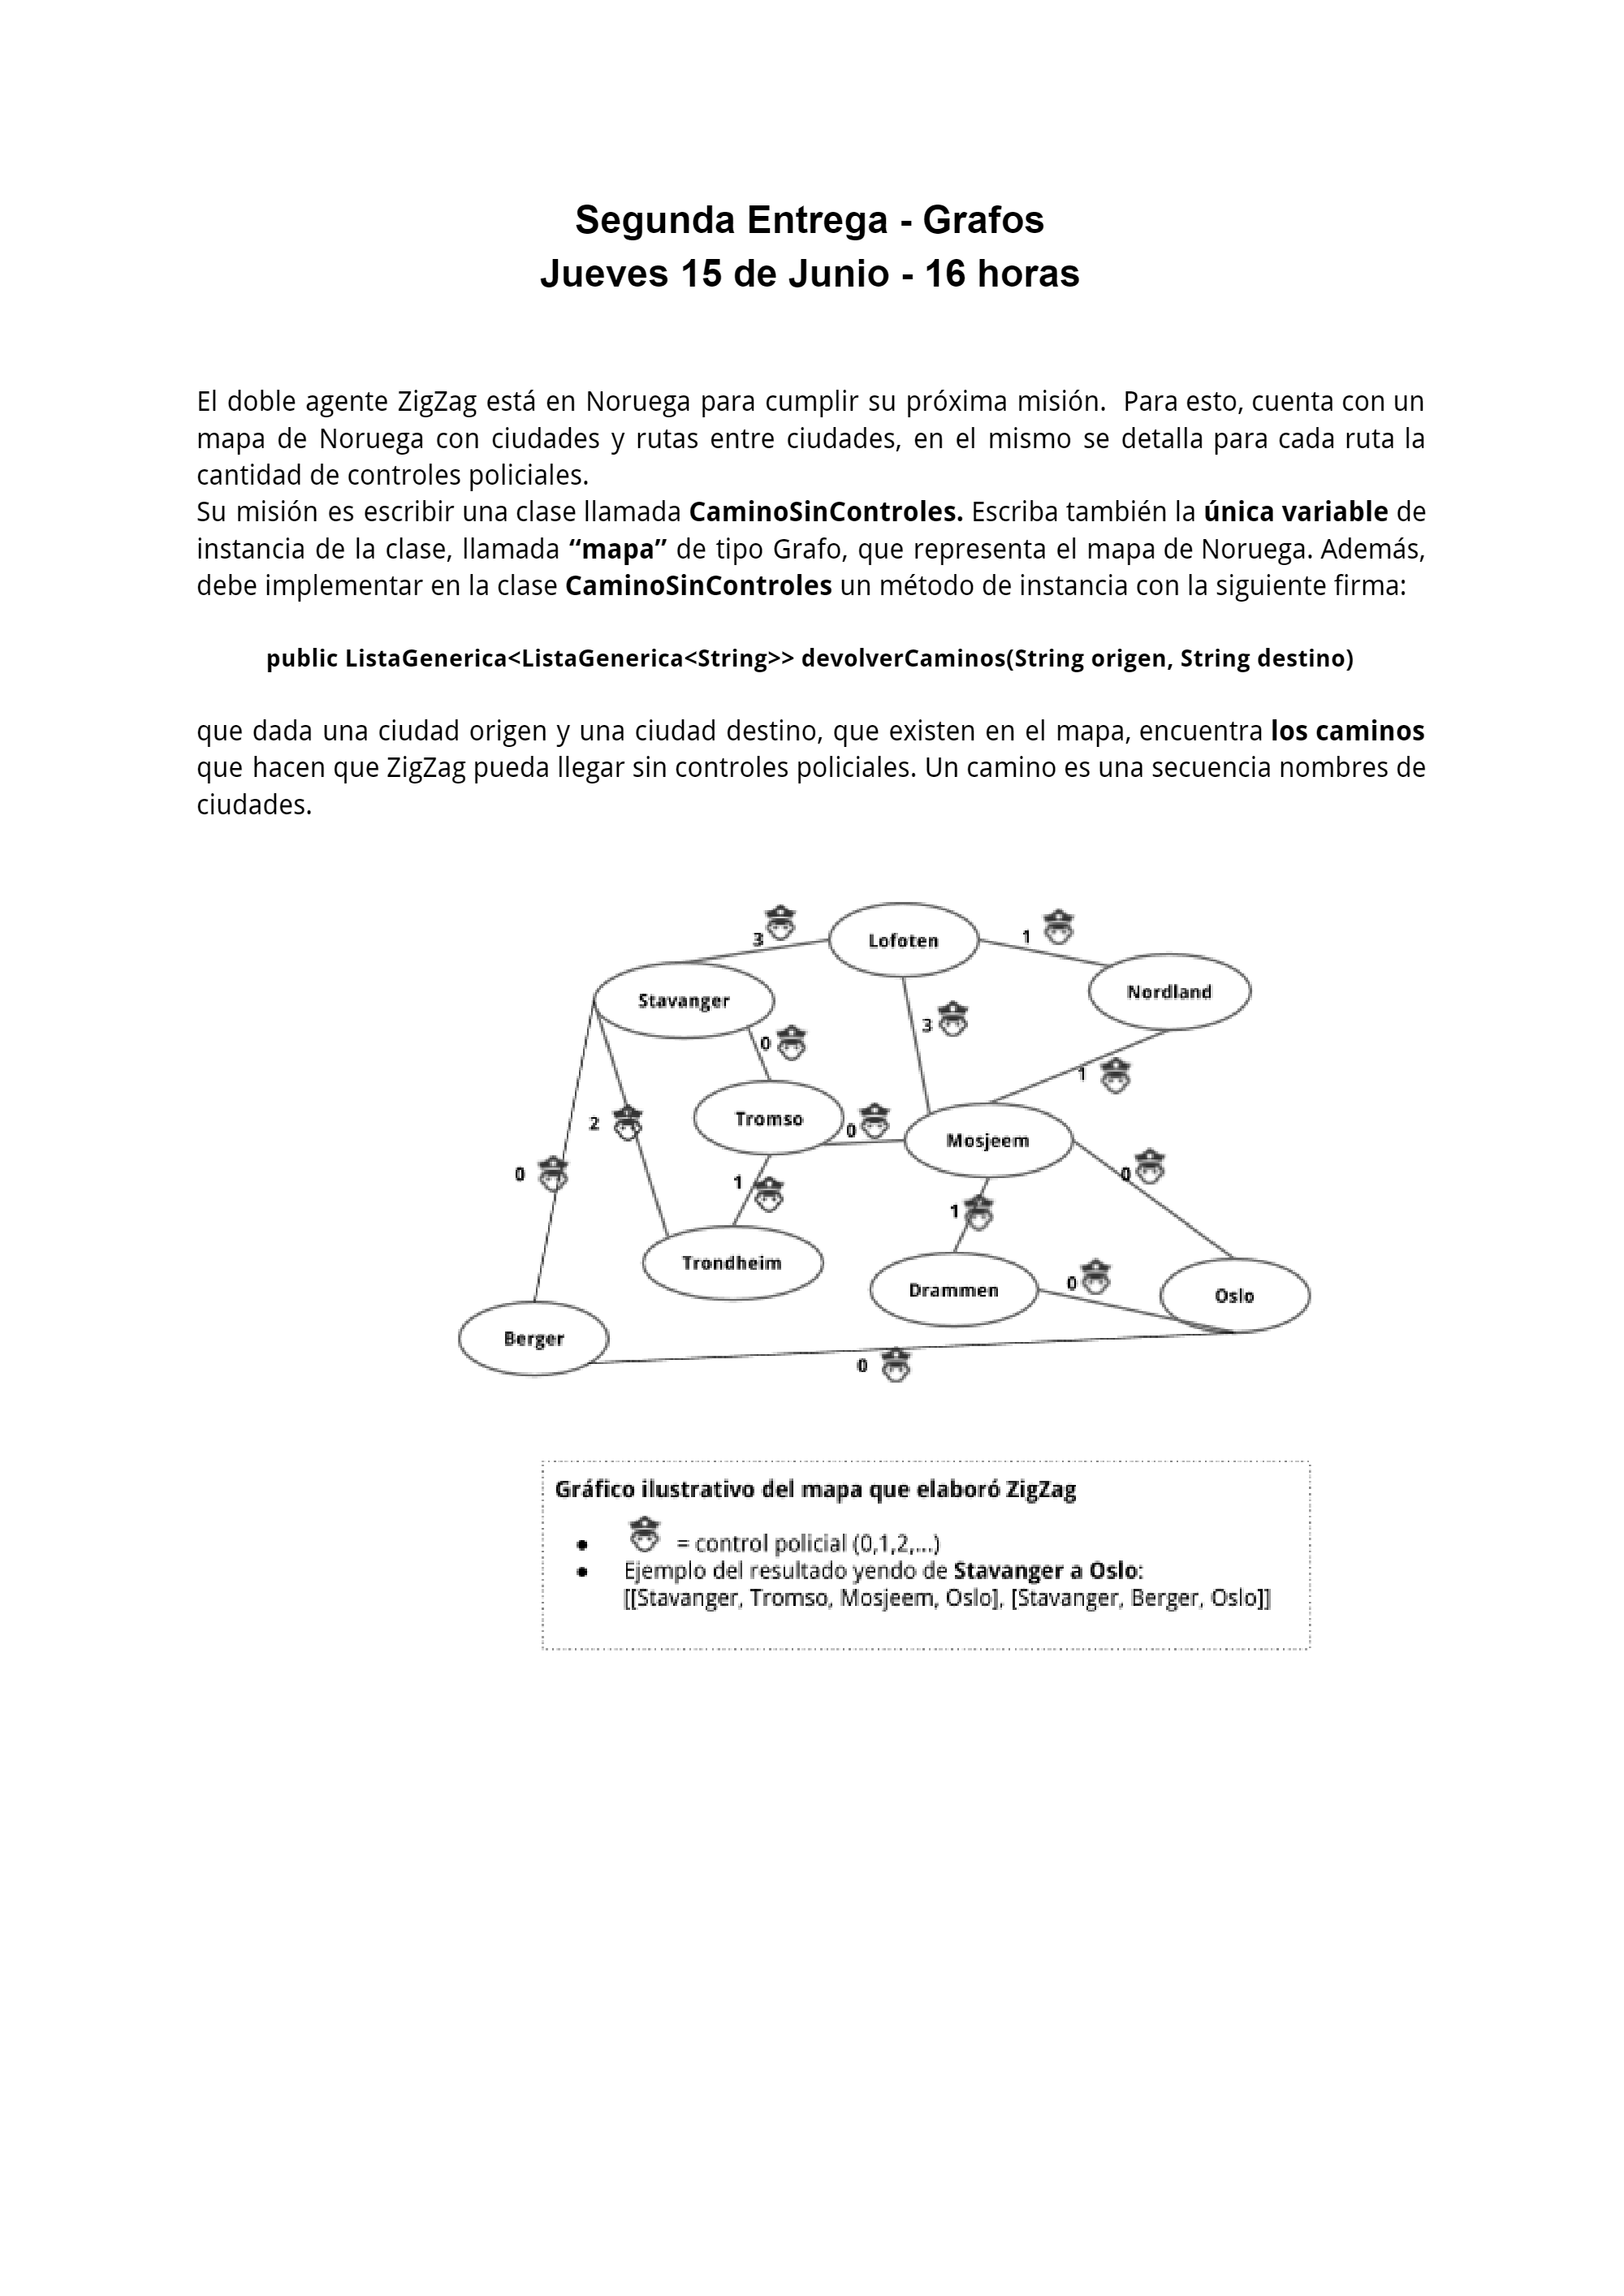 Segunda Entrega - Grafos
Jueves 15 de Junio - 16 horas
El doble agente ZigZag está en Noruega para cumplir su próxima misión. Para esto, cuenta con un
mapa de Noruega con ciudades y rutas entre ciudades, en el mismo se detalla para cada ruta la
cantidad de controles policiales.
Su misión es escribir una clase llamada CaminoSinControles. Escriba también la única variable de
instancia de la clase, llamada “mapa” de tipo Grafo, que representa el mapa de Noruega. Además,
debe implementar en la clase CaminoSinControles un método de instancia con la siguiente firma:
public ListaGenerica<ListaGenerica<String>> devolverCaminos(String origen, String destino)
que dada una ciudad origen y una ciudad destino, que existen en el mapa, encuentra los caminos
que hacen que ZigZag pueda llegar sin controles policiales. Un camino es una secuencia nombres de
ciudades.
3
Lofoten
1
Nordland
Stavanger
3
0
1
Tromso
0
Mosjeem
2
0
0
1
1
Trondheim
0
Drammen
Oslo
Berger
0
Gráfico ilustrativo del mapa que elaboró ZigZag
● = control policial (0,1,2,...)
● Ejemplo del resultado yendo de Stavanger a Oslo:
[[Stavanger, Tromso, Mosjeem, Oslo], [Stavanger, Berger, Oslo]]